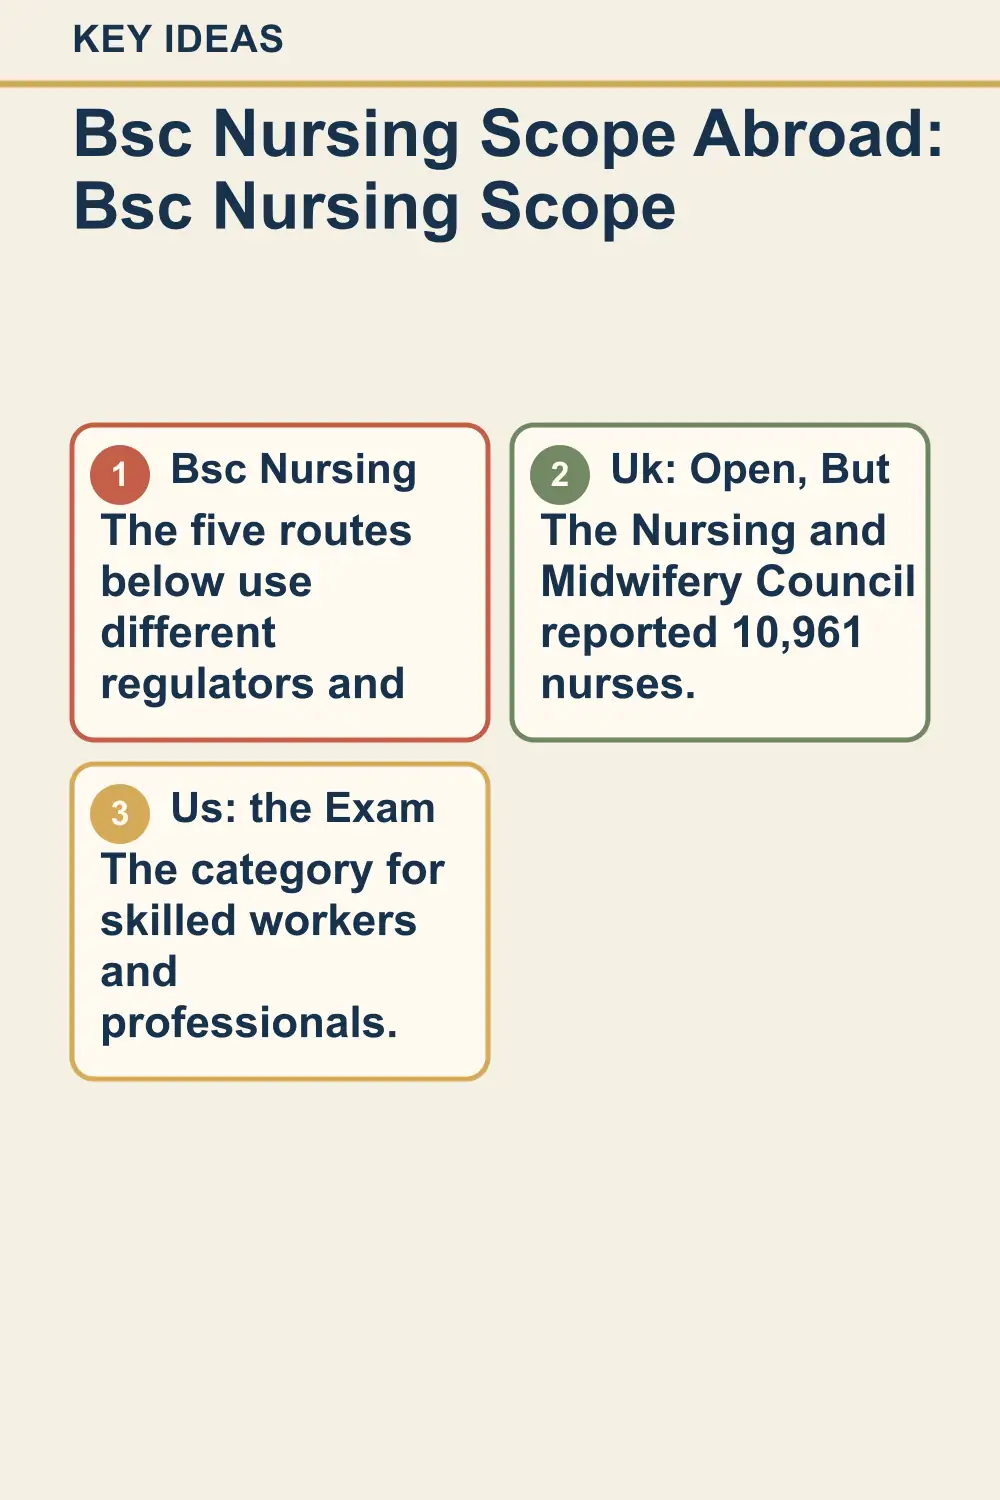 KEY IDEAS
Bsc Nursing Scope Abroad:
Bsc Nursing Scope
1 Bsc Nursing
The five routes
below use
different
regulators and
2 Uk: Open, But
The Nursing and
Midwifery Council
reported 10,961
nurses.
3 Us: the Exam
The category for
skilled workers
and
professionals.